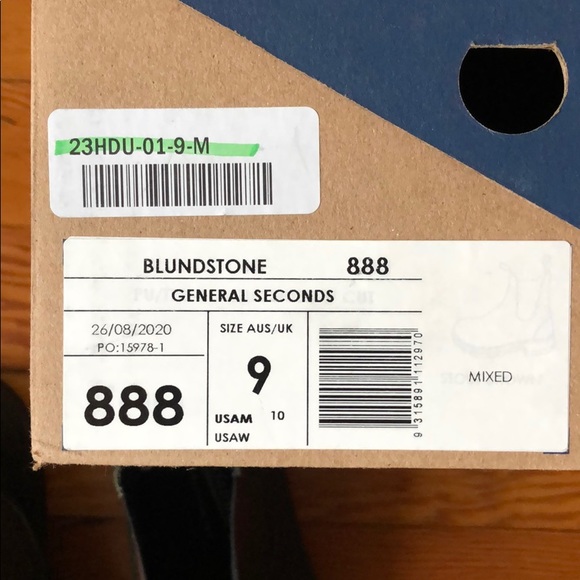 23HDU-01-9-M
BLUNDSTONE 888
GENERAL SECONDS
26/08/2020
PO:15978-1
888
SIZE AUS/UK
9
USAM 10
USAW
9 315891 112970
MIXED